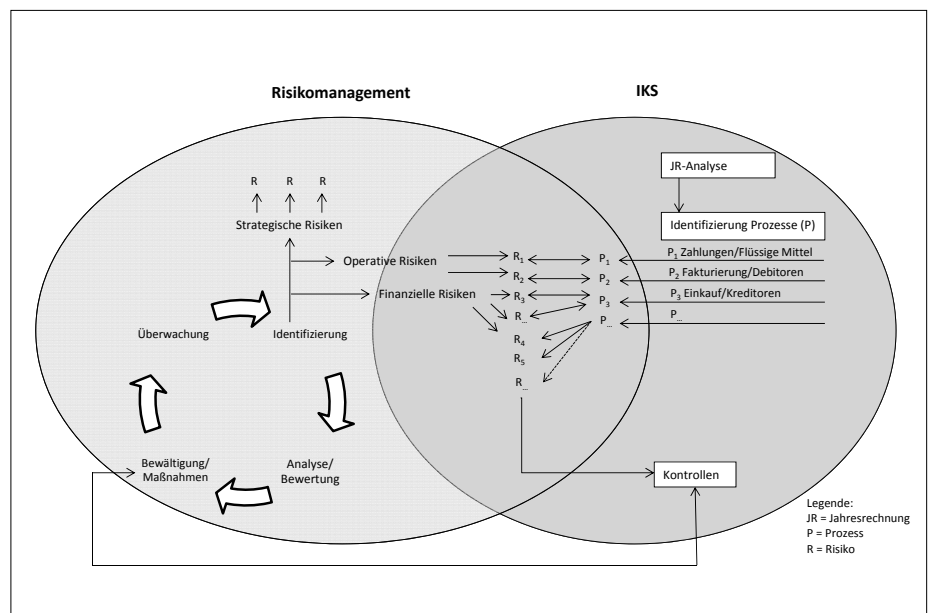 Risikomanagement
IKS
JR-Analyse
Identifizierung Prozesse (P)
R R R
Strategische Risiken
Operative Risiken
Finanzielle Risiken
Überwachung
Identifizierung
Bewältigung/
Maßnahmen
Analyse/
Bewertung
R₁ P₁ P₁ Zahlungen/Flüssige Mittel
R₂ P₂ P₂ Fakturierung/Debitoren
R₃ P₃ P₃ Einkauf/Kreditoren
R... P... P...
R₄
R₅
R...
Kontrollen
Legende:
JR = Jahresrechnung
P = Prozess
R = Risiko